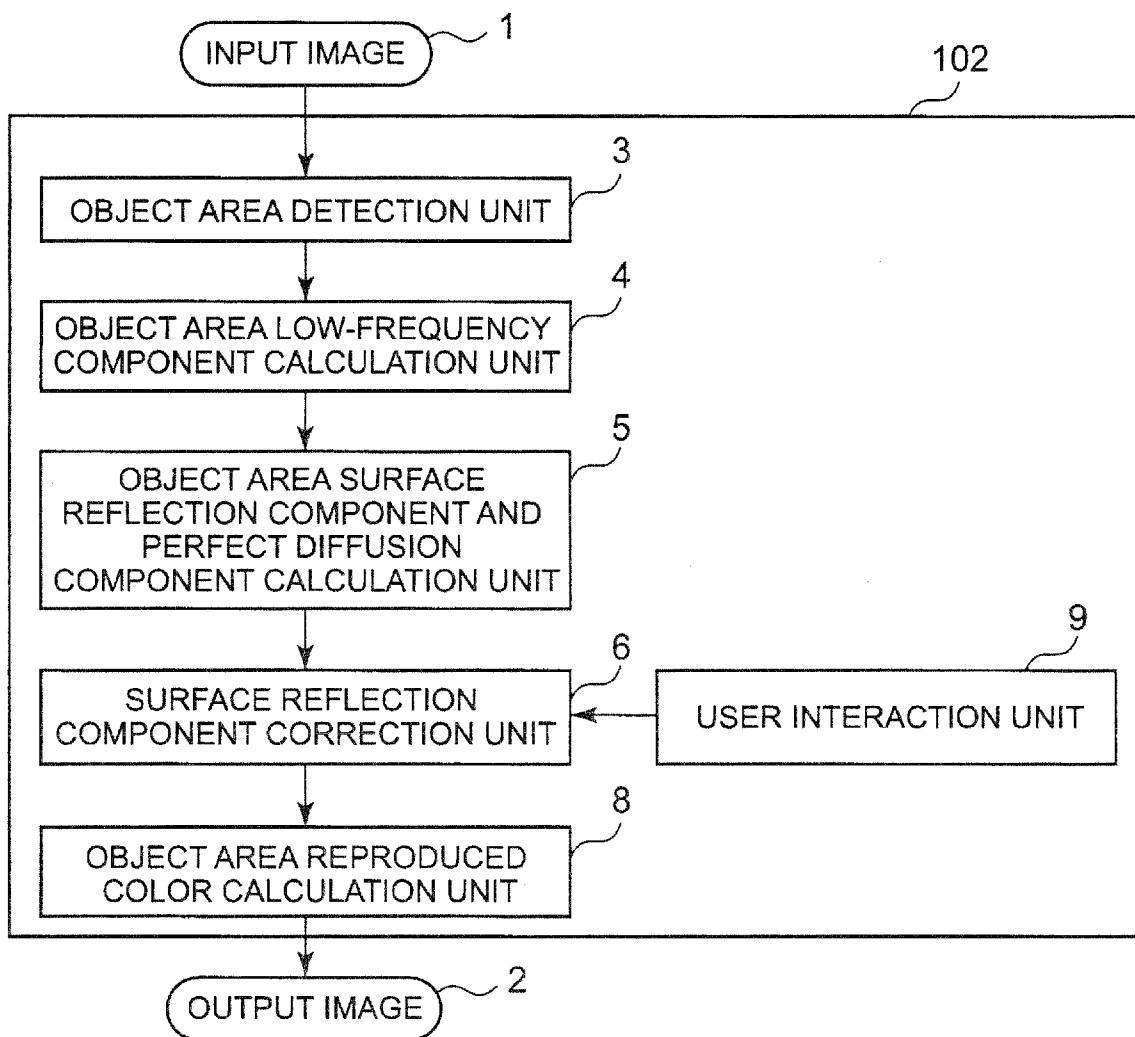 1
INPUT IMAGE
102
3
OBJECT AREA DETECTION UNIT
4
OBJECT AREA LOW-FREQUENCY
COMPONENT CALCULATION UNIT
5
OBJECT AREA SURFACE
REFLECTION COMPONENT AND
PERFECT DIFFUSION
COMPONENT CALCULATION UNIT
6
SURFACE REFLECTION
COMPONENT CORRECTION UNIT
9
USER INTERACTION UNIT
8
OBJECT AREA REPRODUCED
COLOR CALCULATION UNIT
2
OUTPUT IMAGE